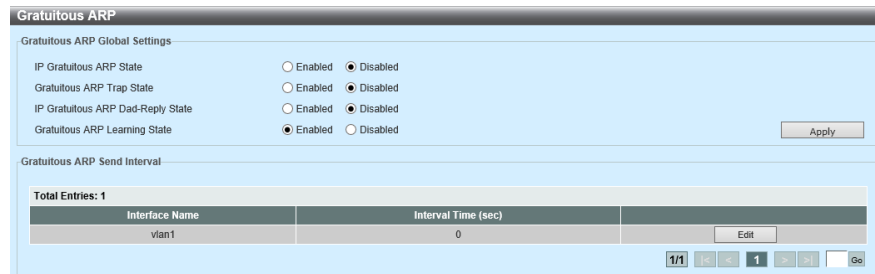 Gratuitous ARP
Gratuitous ARP Global Settings
IP Gratuitous ARP State Enabled Disabled
Gratuitous ARP Trap State Enabled Disabled
IP Gratuitous ARP Dad-Reply State Enabled Disabled
Gratuitous ARP Learning State Enabled Disabled Apply
Gratuitous ARP Send Interval
Total Entries: 1
Interface Name Interval Time (sec)
vlan1 0 Edit
1/1 |< < 1 > >| Go